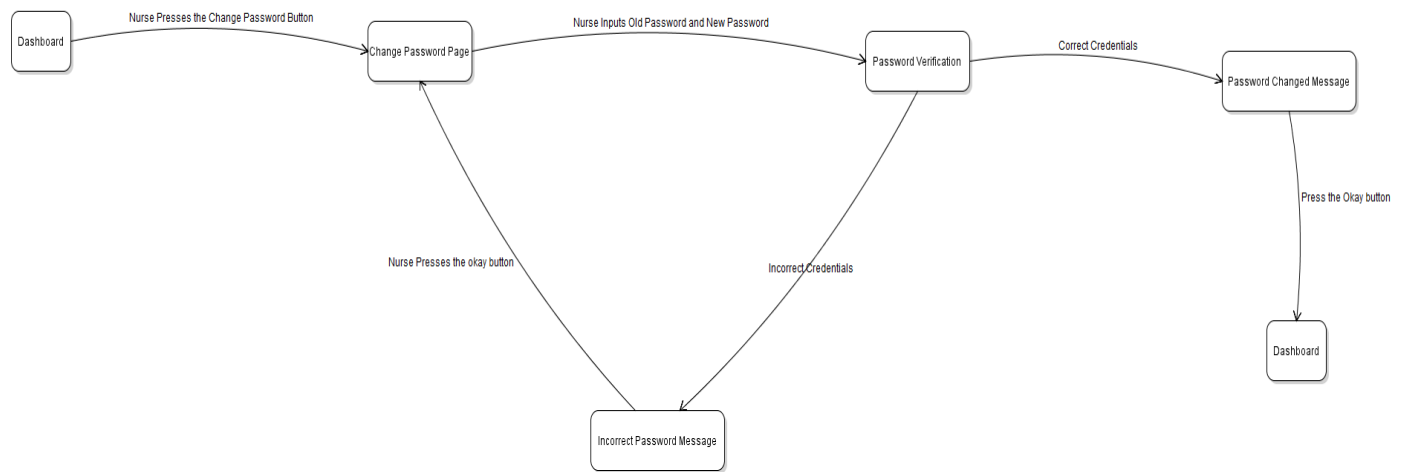 Nurse Presses the Change Password Button
Nurse Inputs Old Password and New Password
Dashboard
Change Password Page
Correct Credentials
Password Verification
Password Changed Message
Press the Okay button
Nurse Presses the okay button
Incorrect Credentials
Dashboard
Incorrect Password Message